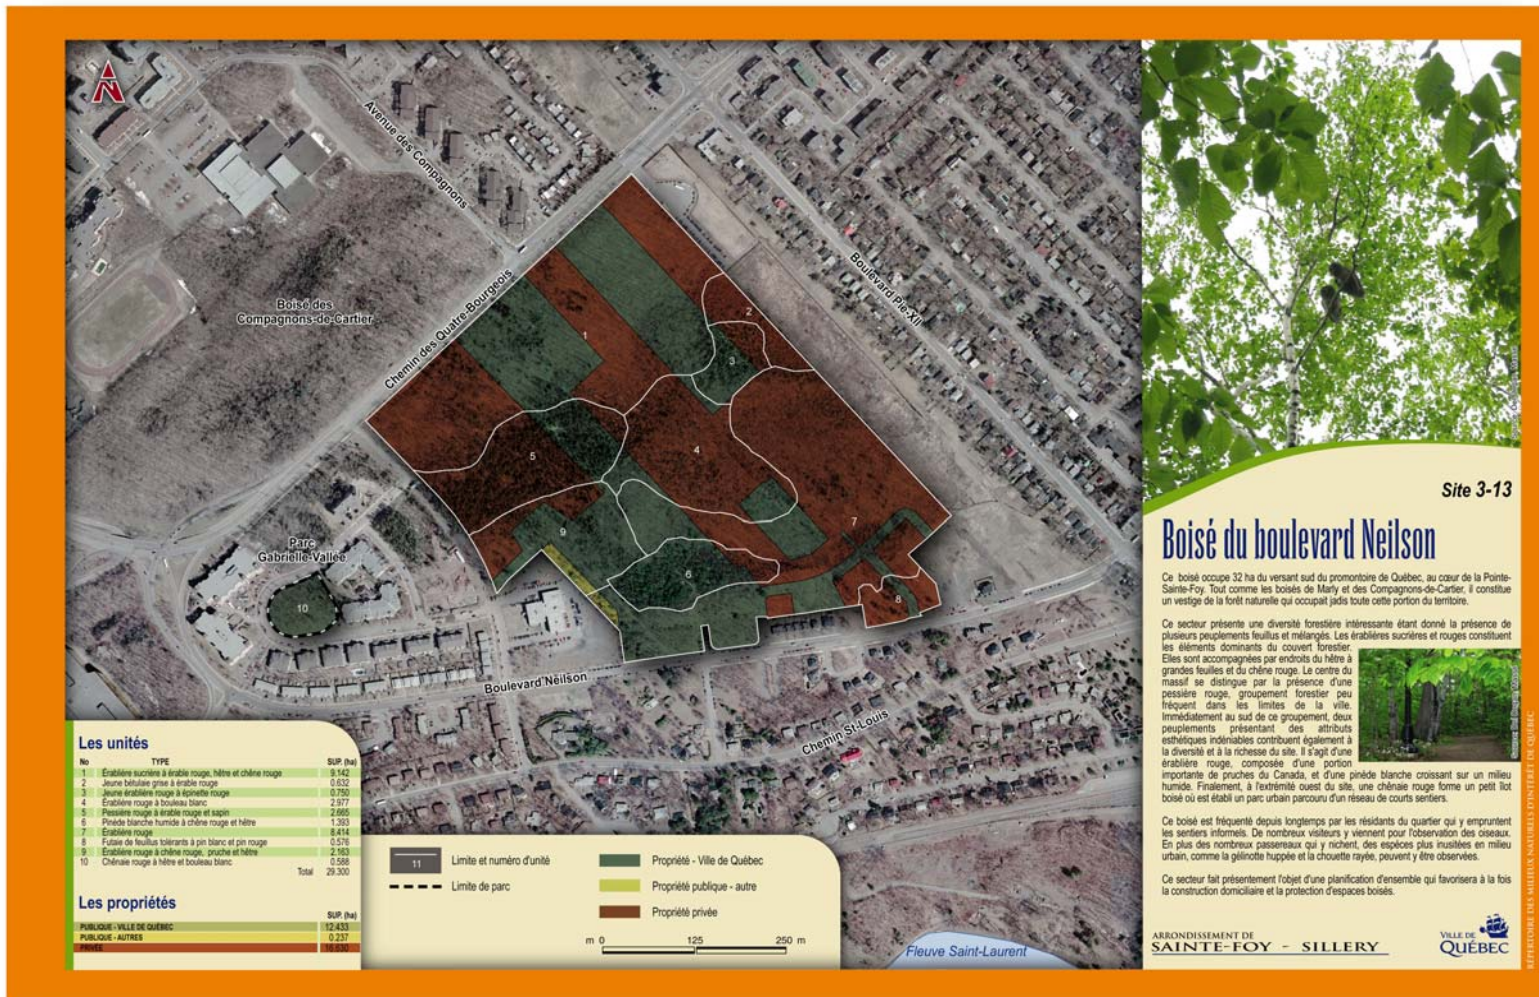 N
Avenue des Compagnons
Boisé des
Compagnons-de-Cartier
Chemin des Quatre-Bourgeois
Boulevard Pie-XII
1
2
3
4
5
6
7
8
9
10
Parc
Gabrielle-Vallée
Boulevard Neilson
Chemin St-Louis
Fleuve Saint-Laurent
Les unités
No TYPE SUP. (ha)
1 Érablière sucrière à érable rouge, hêtre et chêne rouge 9.142
2 Jeune bétulaie grise à érable rouge 0.632
3 Jeune érablière rouge à épinette rouge 0.750
4 Érablière rouge à bouleau blanc 2.977
5 Pessière rouge à érable rouge et sapin 2.665
6 Pinède blanche humide à chêne rouge et hêtre 1.393
7 Érablière rouge 8.414
8 Futaie de feuillus tolérants à pin blanc et pin rouge 0.576
9 Érablière rouge à chêne rouge, pruche et hêtre 2.163
10 Chênaie rouge à hêtre et bouleau blanc 0.588
Total 29.300
Les propriétés
SUP. (ha)
PUBLIQUE - VILLE DE QUÉBEC 12.433
PUBLIQUE - AUTRES 0.237
PRIVÉE 16.630
11 Limite et numéro d'unité
Limite de parc
Propriété - Ville de Québec
Propriété publique - autre
Propriété privée
m 0 125 250 m
Site 3-13
Boisé du boulevard Neilson
Ce boisé occupe 32 ha du versant sud du promontoire de Québec, au cœur de la Pointe-
Sainte-Foy. Tout comme les boisés de Marly et des Compagnons-de-Cartier, il constitue
un vestige de la forêt naturelle qui occupait jadis toute cette portion du territoire.
Ce secteur présente une diversité forestière intéressante étant donné la présence de
plusieurs peuplements feuillus et mélangés. Les érablières sucrières et rouges constituent
les éléments dominants du couvert forestier.
Elles sont accompagnées par endroits du hêtre à
grandes feuilles et du chêne rouge. Le centre du
massif se distingue par la présence d'une
pessière rouge, groupement forestier peu
fréquent dans les limites de la ville.
Immédiatement au sud de ce groupement, deux
peuplements présentant des attributs
esthétiques indéniables contribuent également à
la diversité et à la richesse du site. Il s'agit d'une
érablière rouge, composée d'une portion
importante de pruches du Canada, et d'une pinède blanche croissant sur un milieu
humide. Finalement, à l'extrémité ouest du site, une chênaie rouge forme un petit îlot
boisé où est établi un parc urbain parcouru d'un réseau de courts sentiers.
Ce boisé est fréquenté depuis longtemps par les résidants du quartier qui y empruntent
les sentiers informels. De nombreux visiteurs y viennent pour l'observation des oiseaux.
En plus des nombreux passereaux qui y nichent, des espèces plus inusitées en milieu
urbain, comme la gélinotte huppée et la chouette rayée, peuvent y être observées.
Ce secteur fait présentement l'objet d'une planification d'ensemble qui favorisera à la fois
la construction domiciliaire et la protection d'espaces boisés.
ARRONDISSEMENT DE
SAINTE-FOY - SILLERY
VILLE DE
QUÉBEC
RÉPERTOIRE DES MILIEUX NATURELS D'INTÉRÊT DE QUÉBEC